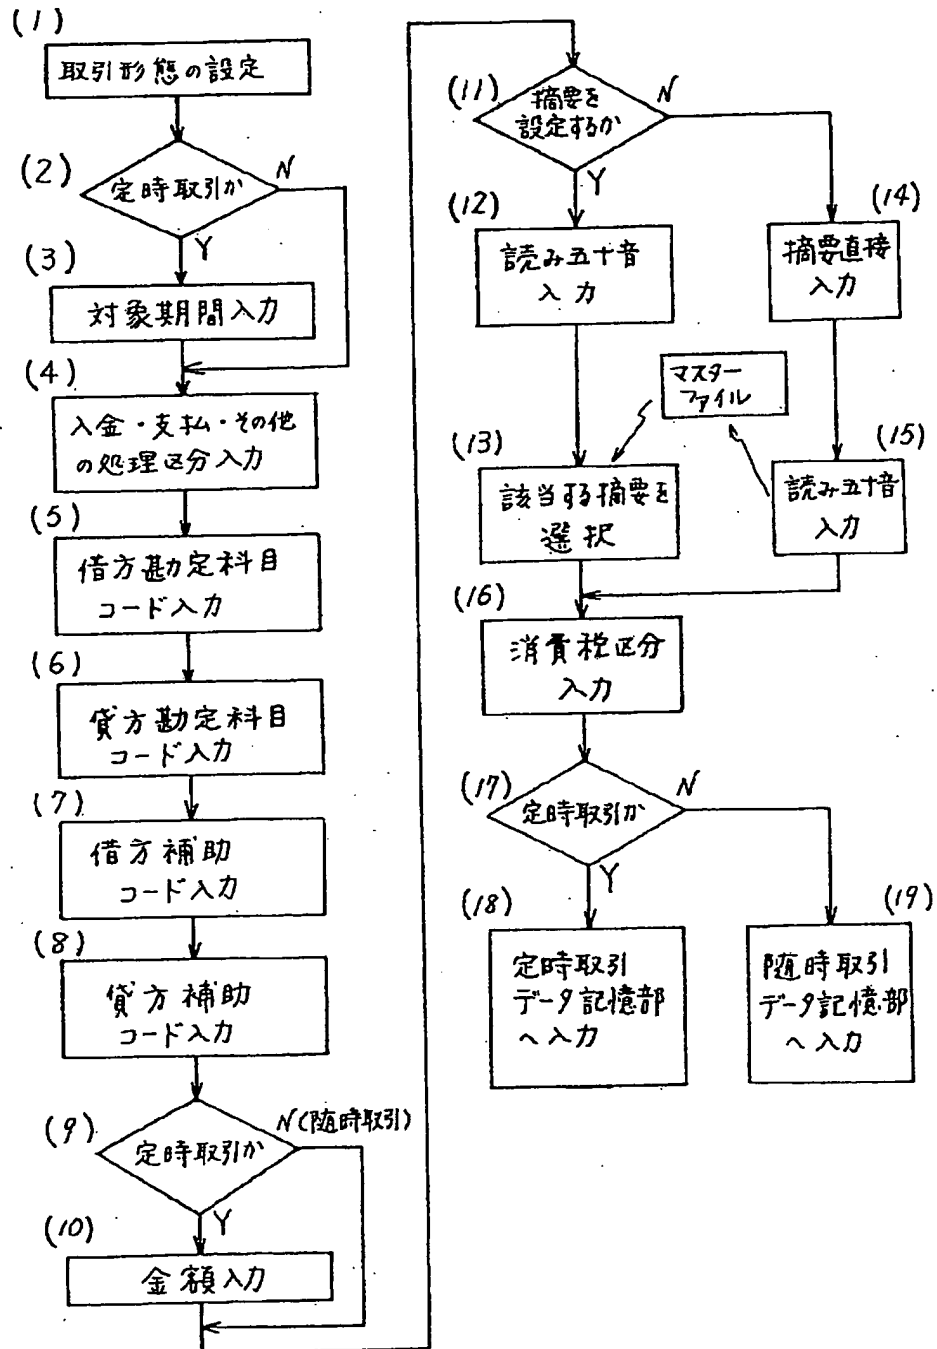 (1)
取引形態の設定
(2)
定時取引か
N
Y
(3)
対象期間入力
(4)
入金・支払・その他
の処理区分入力
(5)
借方勘定科目
コード入力
(6)
貸方勘定科目
コード入力
(7)
借方補助
コード入力
(8)
貸方補助
コード入力
(9)
定時取引か
N(随時取引)
Y
(10)
金額入力
(11)
摘要を
設定するか
N
Y
(12)
読み五十音
入力
(14)
摘要直接
入力
マスター
ファイル
(13)
該当する摘要を
選択
(15)
読み五十音
入力
(16)
消費税区分
入力
(17)
定時取引か
N
Y
(18)
定時取引
データ記憶部
へ入力
(19)
随時取引
データ記憶部
へ入力